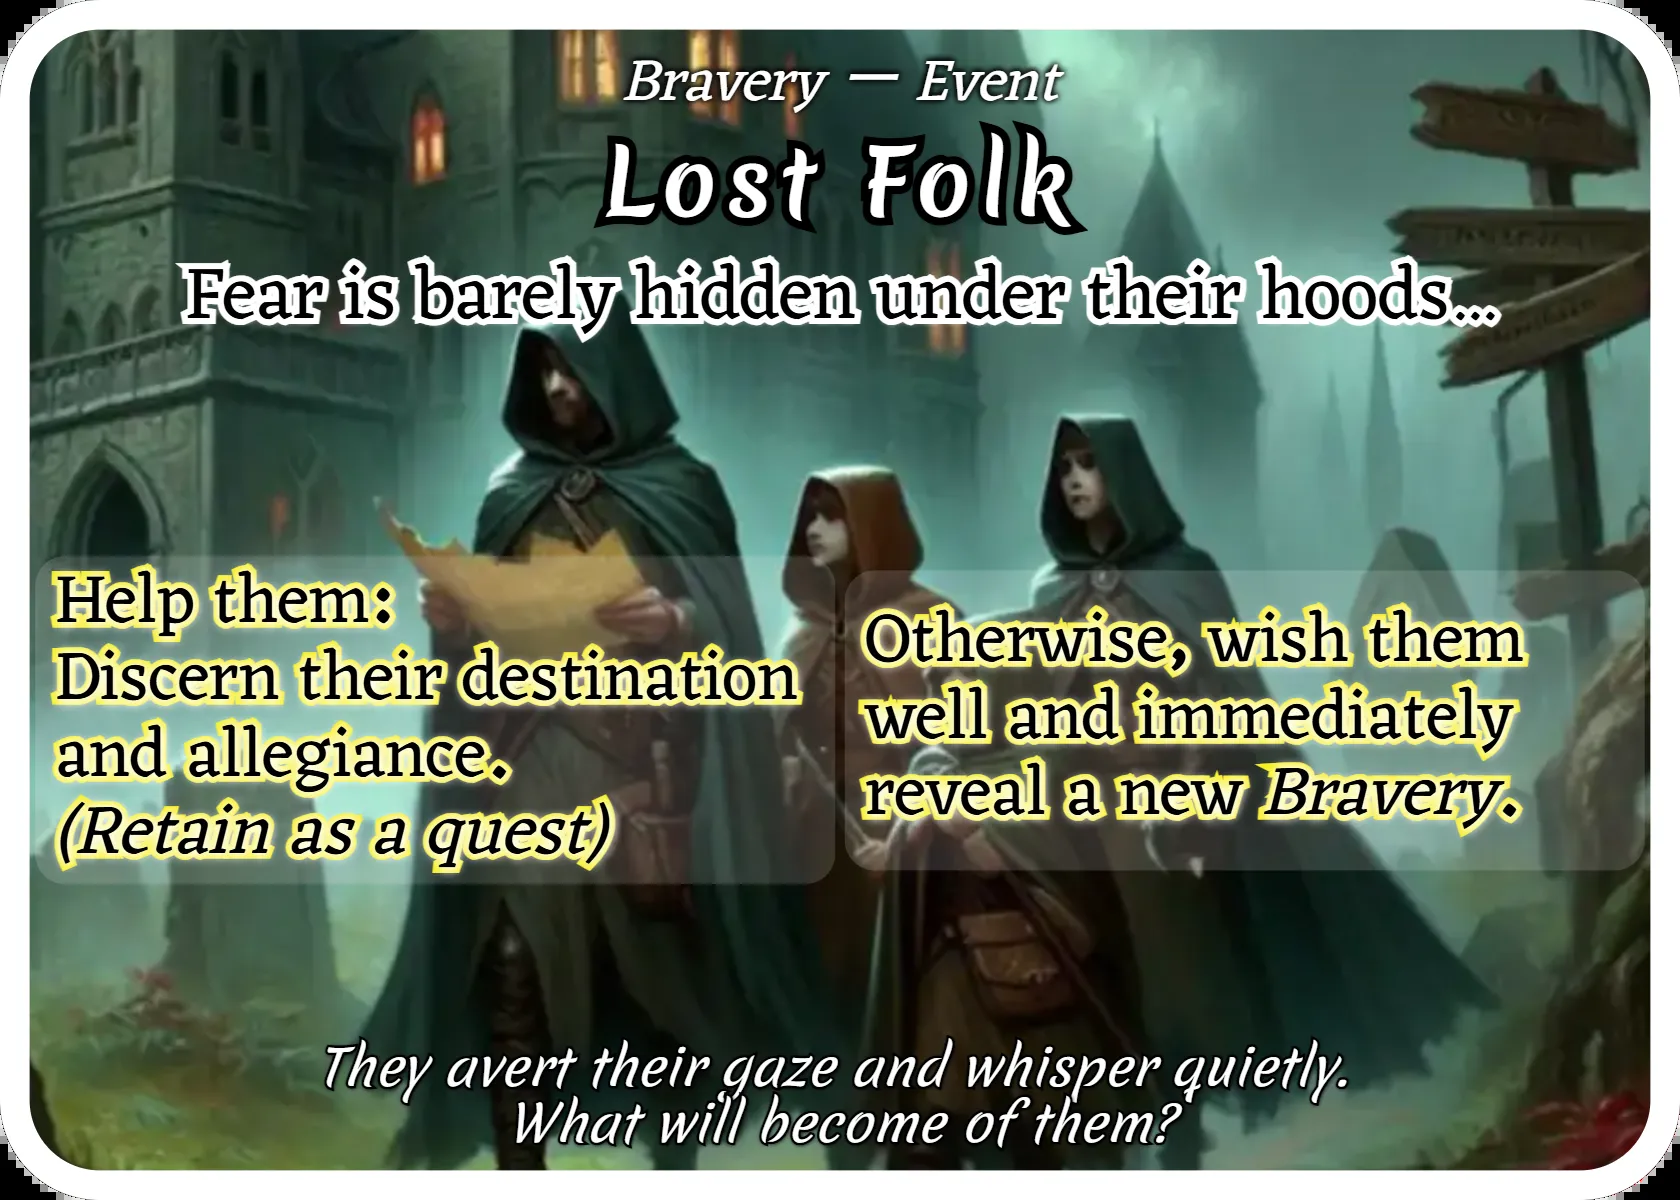 Bravery — Event
Lost Folk
Fear is barely hidden under their hoods...
Help them:
Discern their destination
and allegiance.
(Retain as a quest)
Otherwise, wish them
well and immediately
reveal a new Bravery.
They avert their gaze and whisper quietly.
What will become of them?